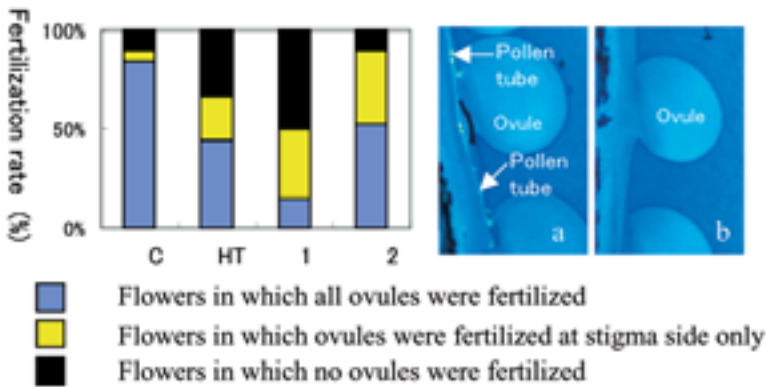 Fertilization rate (%)
100%
50%
0%
C HT 1 2
Pollen tube
Ovule
Pollen tube
a
Ovule
b
Flowers in which all ovules were fertilized
Flowers in which ovules were fertilized at stigma side only
Flowers in which no ovules were fertilized